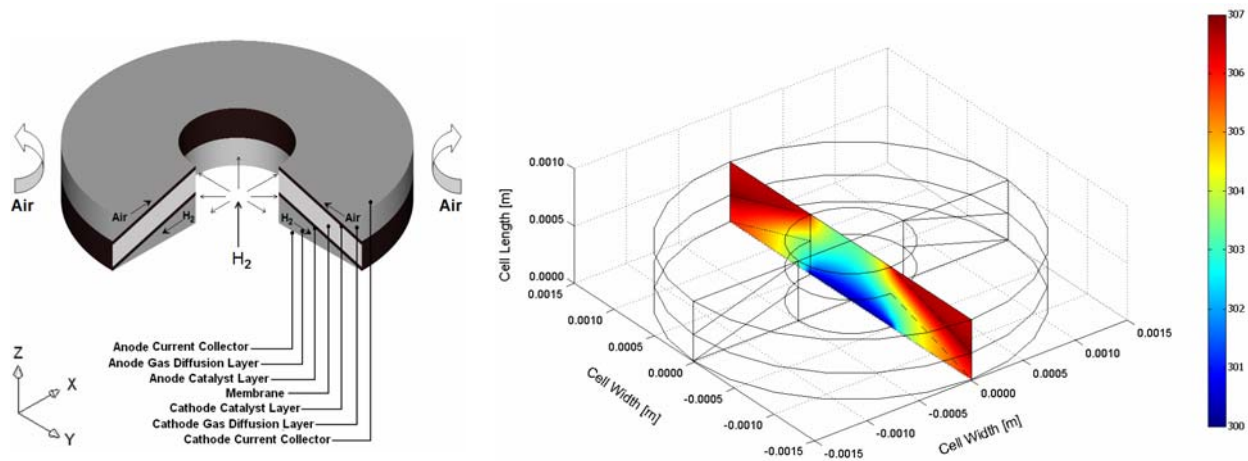 Air
Air
Air
Air
H2
H2
H2
Anode Current Collector
Anode Gas Diffusion Layer
Anode Catalyst Layer
Membrane
Cathode Catalyst Layer
Cathode Gas Diffusion Layer
Cathode Current Collector
Z
X
Y
Cell Length [m]
0.0010
0.0005
0.0000
0.0015
0.0010
0.0005
0.0000
-0.0005
-0.0010
-0.0015
Cell Width [m]
-0.0015
-0.0010
-0.0005
0.0000
0.0005
0.0010
0.0015
Cell Width [m]
307
306
305
304
303
302
301
300